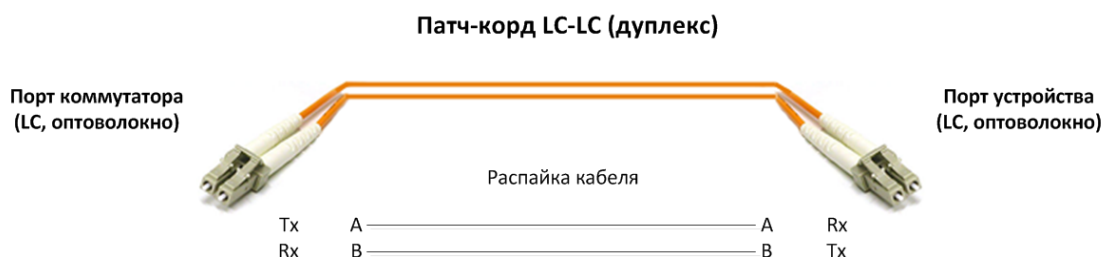 Патч-корд LC-LC (дуплекс)
Порт коммутатора
(LC, оптоволокно)
Порт устройства
(LC, оптоволокно)
Распайка кабеля
Tx A A Rx
Rx B B Tx